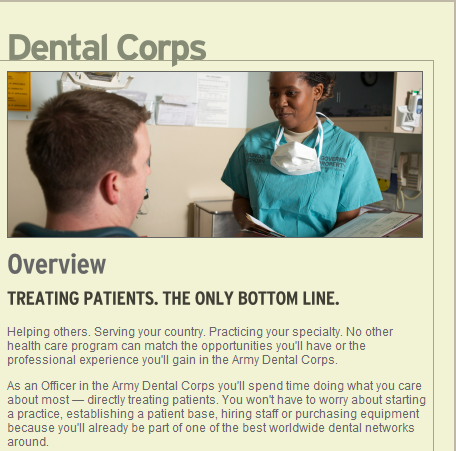 Dental Corps
Overview
TREATING PATIENTS. THE ONLY BOTTOM LINE.
Helping others. Serving your country. Practicing your specialty. No other
health care program can match the opportunities you'll have or the
professional experience you'll gain in the Army Dental Corps.
As an Officer in the Army Dental Corps you'll spend time doing what you care
about most — directly treating patients. You won't have to worry about starting
a practice, establishing a patient base, hiring staff or purchasing equipment
because you'll already be part of one of the best worldwide dental networks
around.